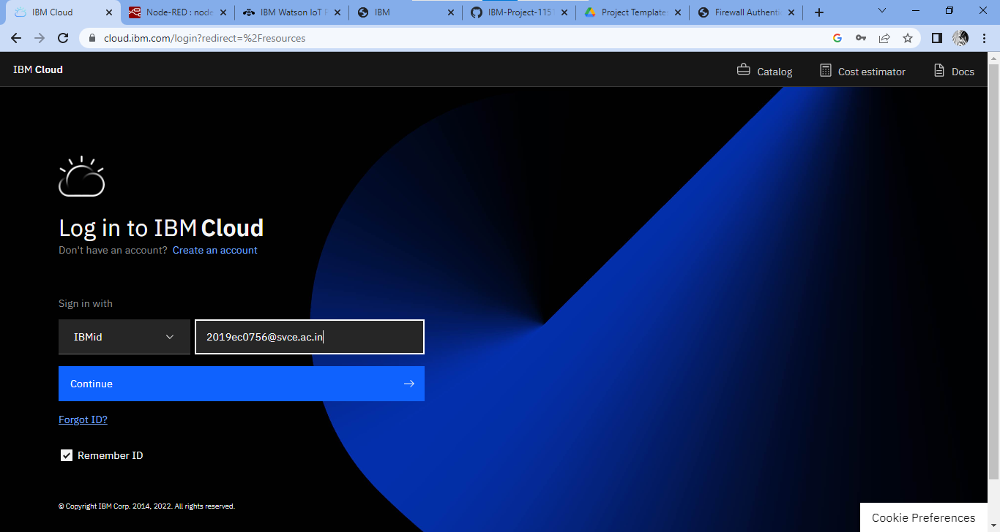 IBM Cloud
Node-RED : node
IBM Watson IoT P
IBM
IBM-Project-1151
Project Templates
Firewall Authenti
cloud.ibm.com/login?redirect=%2Fresources
IBM Cloud
Catalog
Cost estimator
Docs
Log in to IBM Cloud
Don't have an account? Create an account
Sign in with
IBMid
2019ec0756@svce.ac.in
Continue
Forgot ID?
Remember ID
© Copyright IBM Corp. 2014, 2022. All rights reserved.
Cookie Preferences